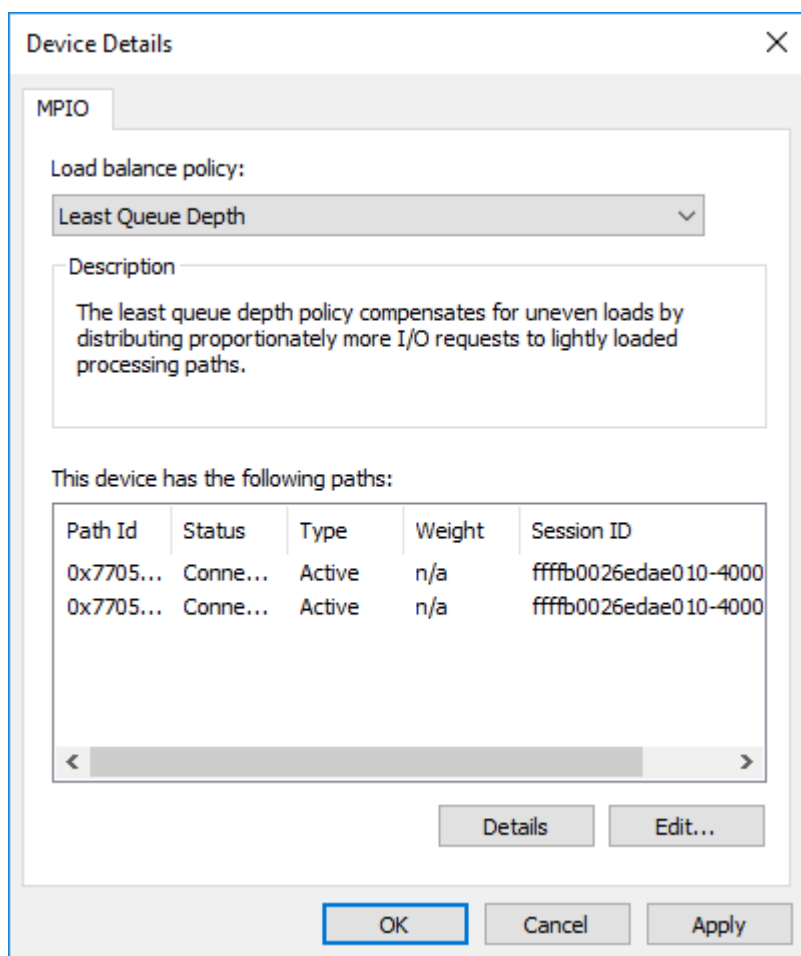 Device Details
MPIO
Load balance policy:
Least Queue Depth
Description
The least queue depth policy compensates for uneven loads by
distributing proportionately more I/O requests to lightly loaded
processing paths.
This device has the following paths:
Path Id Status Type Weight Session ID
0x7705... Conne... Active n/a ffffb0026edae010-4000
0x7705... Conne... Active n/a ffffb0026edae010-4000
Details Edit...
OK Cancel Apply